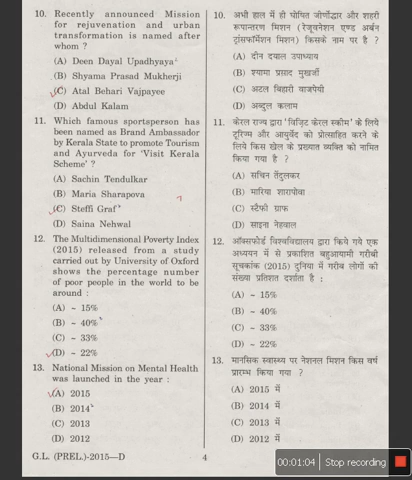 10. Recently announced Mission
for rejuvenation and urban
transformation is named after
whom ?
(A) Deen Dayal Upadhyaya
(B) Shyama Prasad Mukherji
(C) Atal Behari Vajpayee
(D) Abdul Kalam
11. Which famous sportsperson has
been named as Brand Ambassador
by Kerala State to promote Tourism
and Ayurveda for 'Visit Kerala
Scheme' ?
(A) Sachin Tendulkar
(B) Maria Sharapova
(C) Steffi Graf
(D) Saina Nehwal
12. The Multidimensional Poverty Index
(2015) released from a study
carried out by University of Oxford
shows the percentage number
of poor people in the world to be
around :
(A) ~ 15%
(B) ~ 40%
(C) ~ 33%
(D) ~ 22%
13. National Mission on Mental Health
was launched in the year :
(A) 2015
(B) 2014
(C) 2013
(D) 2012
G.L. (PREL.)-2015—D
4
10. अभी हाल में ही घोषित जीर्णोद्धार और शहरी
रूपान्तरण मिशन (रेजूवनेशन एण्ड अर्बन
ट्रांसफॉर्मेशन मिशन) किसके नाम पर है ?
(A) दीन दयाल उपाध्याय
(B) श्यामा प्रसाद मुखर्जी
(C) अटल बिहारी वाजपेयी
(D) अब्दुल कलाम
11. केरल राज्य द्वारा 'विज़िट केरल स्कीम' के लिये
टूरिज्म और आयुर्वेद को प्रोत्साहित करने के
लिये किस खेल के प्रख्यात व्यक्ति को नामित
किया गया है ?
(A) सचिन तेंदुलकर
(B) मारिया शारापोवा
(C) स्टैफी ग्राफ
(D) साइना नेहवाल
12. ऑक्सफोर्ड विश्वविद्यालय द्वारा किये गये एक
अध्ययन में से प्रकाशित बहुआयामी गरीबी
सूचकांक (2015) दुनिया में गरीब लोगों की
संख्या प्रतिशत दर्शाता है :
(A) ~ 15%
(B) ~ 40%
(C) ~ 33%
(D) ~ 22%
13. मानसिक स्वास्थ्य पर नेशनल मिशन किस वर्ष
प्रारम्भ किया गया ?
(A) 2015 में
(B) 2014 में
(C) 2013 में
(D) 2012 में
00:01:04 Stop recording